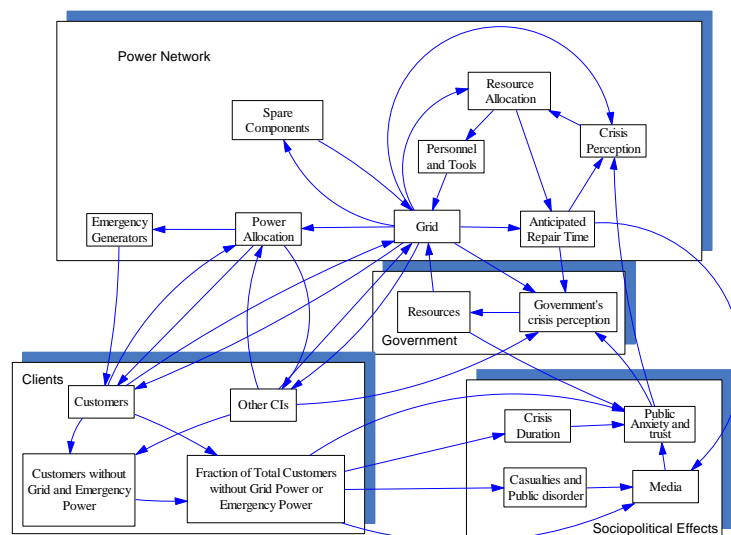 Power Network
Resource
Allocation
Spare
Components
Crisis
Perception
Personnel
and Tools
Emergency
Generators
Power
Allocation
Grid
Anticipated
Repair Time
Resources
Government's
crisis perception
Government
Clients
Customers
Other CIs
Crisis
Duration
Public
Anxiety and
trust
Customers without
Grid and Emergency
Power
Fraction of Total Customers
without Grid Power or
Emergency Power
Casualties and
Public disorder
Media
Sociopolitical Effects